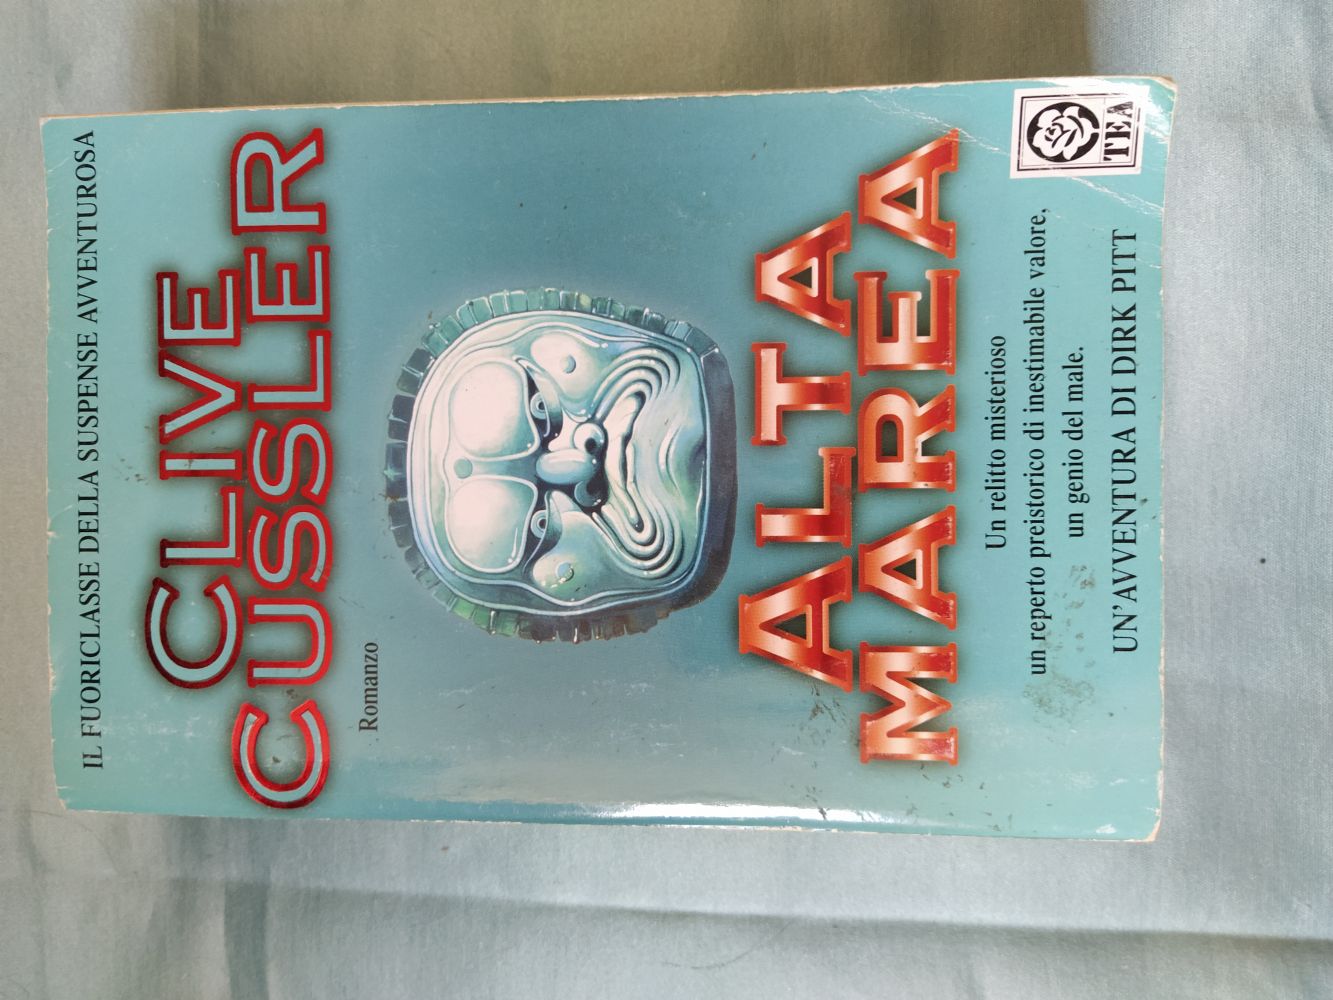 IL FUORICLASSE DELLA SUSPENSE AVVENTUROSA
CLIVE
CUSSLER
Romanzo
ALTA
MAREA
Un relitto misterioso
un reperto preistorico di inestimabile valore,
un genio del male.
UN'AVVENTURA DI DIRK PITT
TEA